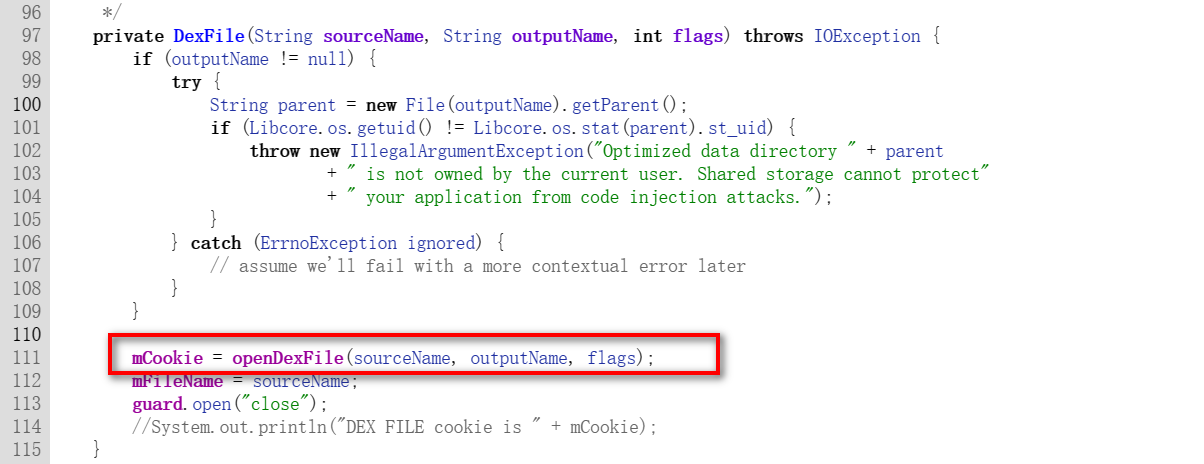 96 */
97 private DexFile(String sourceName, String outputName, int flags) throws IOException {
98 if (outputName != null) {
99 try {
100 String parent = new File(outputName).getParent();
101 if (Libcore.os.getuid() != Libcore.os.stat(parent).st_uid) {
102 throw new IllegalArgumentException("Optimized data directory " + parent
103 + " is not owned by the current user. Shared storage cannot protect"
104 + " your application from code injection attacks.");
105 }
106 } catch (ErrnoException ignored) {
107 // assume we'll fail with a more contextual error later
108 }
109 }
110
111 mCookie = openDexFile(sourceName, outputName, flags);
112 mFileName = sourceName;
113 guard.open("close");
114 //System.out.println("DEX FILE cookie is " + mCookie);
115 }